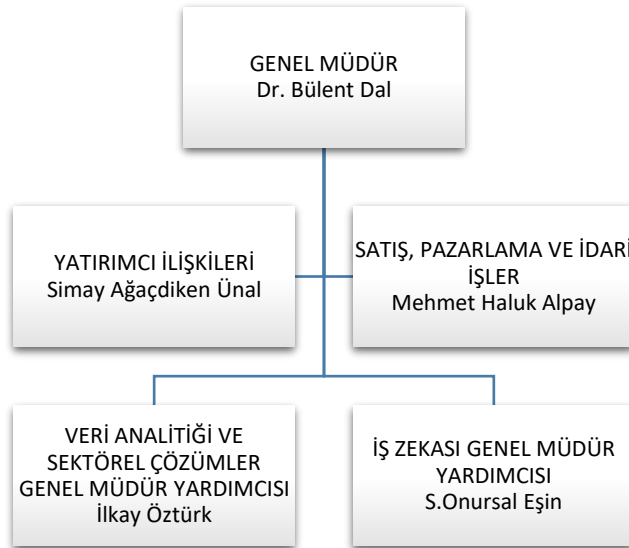 GENEL MÜDÜR
Dr. Bülent Dal
YATIRIMCI İLİŞKİLERİ
Simay Ağaçdiken Ünal
SATIŞ, PAZARLAMA VE İDARİ
İŞLER
Mehmet Haluk Alpay
VERİ ANALİTİĞİ VE
SEKTÖREL ÇÖZÜMLER
GENEL MÜDÜR YARDIMCISI
İlkay Öztürk
İŞ ZEKASI GENEL MÜDÜR
YARDIMCISI
S.Onursal Eşin